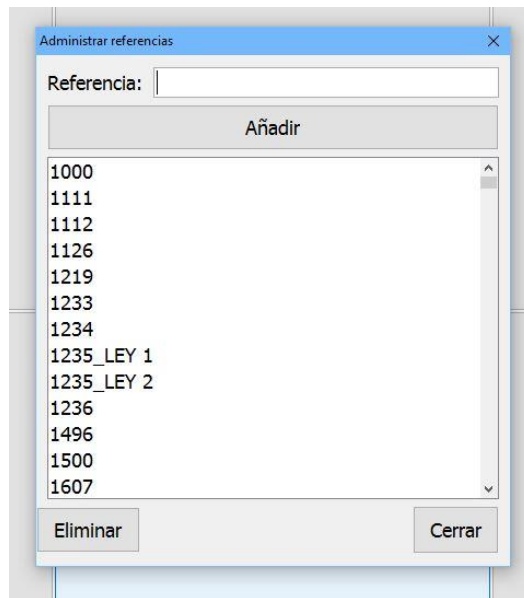 Administrar referencias
Referencia:
Añadir
1000
1111
1112
1126
1219
1233
1234
1235_LEY 1
1235_LEY 2
1236
1496
1500
1607
Eliminar
Cerrar